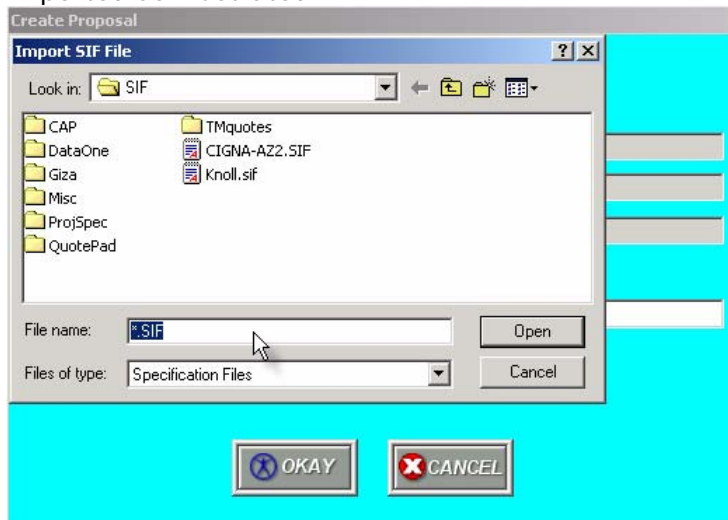 Create Proposal
Import SIF File
Look in: SIF
CAP
DataOne
Giza
Misc
ProjSpec
QuotePad
TMquotes
CIGNA-AZ2.SIF
Knoll.sif
File name: *.SIF
Open
Files of type: Specification Files
Cancel
OKAY
CANCEL